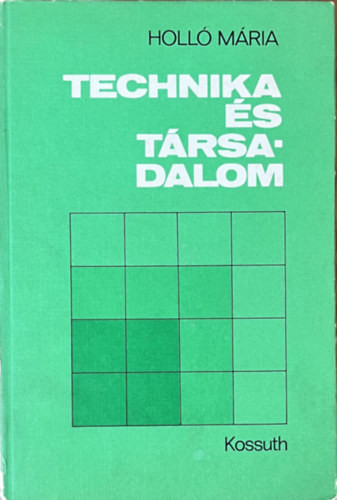 HOLLÓ MÁRIA
TECHNIKA
ÉS
TÁRSA-
DALOM
Kossuth